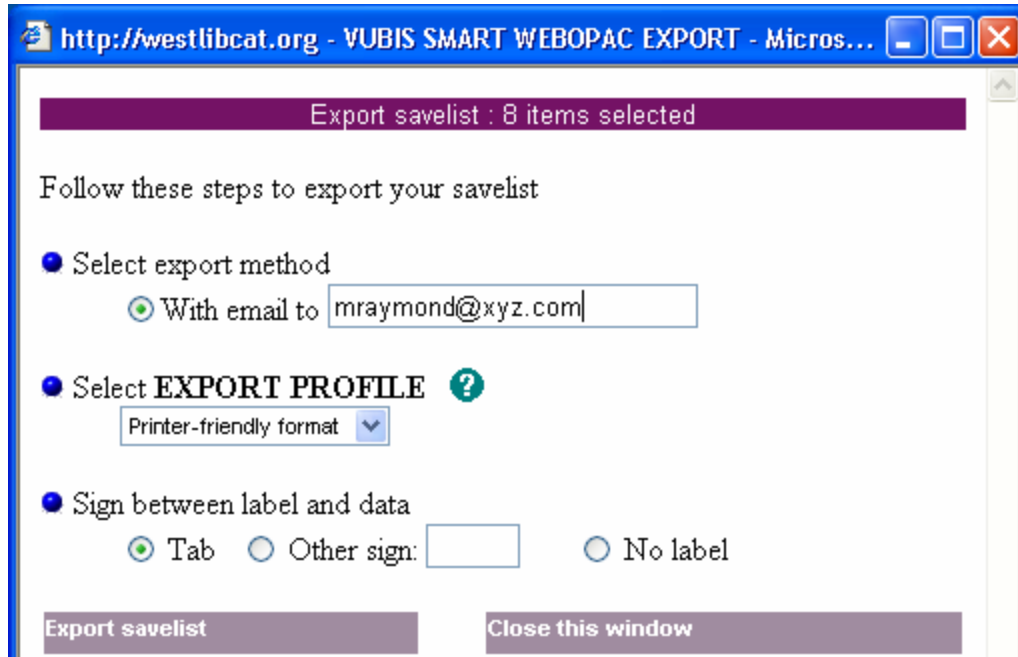 http://westlibcat.org - VUBIS SMART WEBOPAC EXPORT - Micros...
Export savelist : 8 items selected
Follow these steps to export your savelist
Select export method
With email to mraymond@xyz.com
Select EXPORT PROFILE ?
Printer-friendly format
Sign between label and data
Tab Other sign: No label
Export savelist Close this window